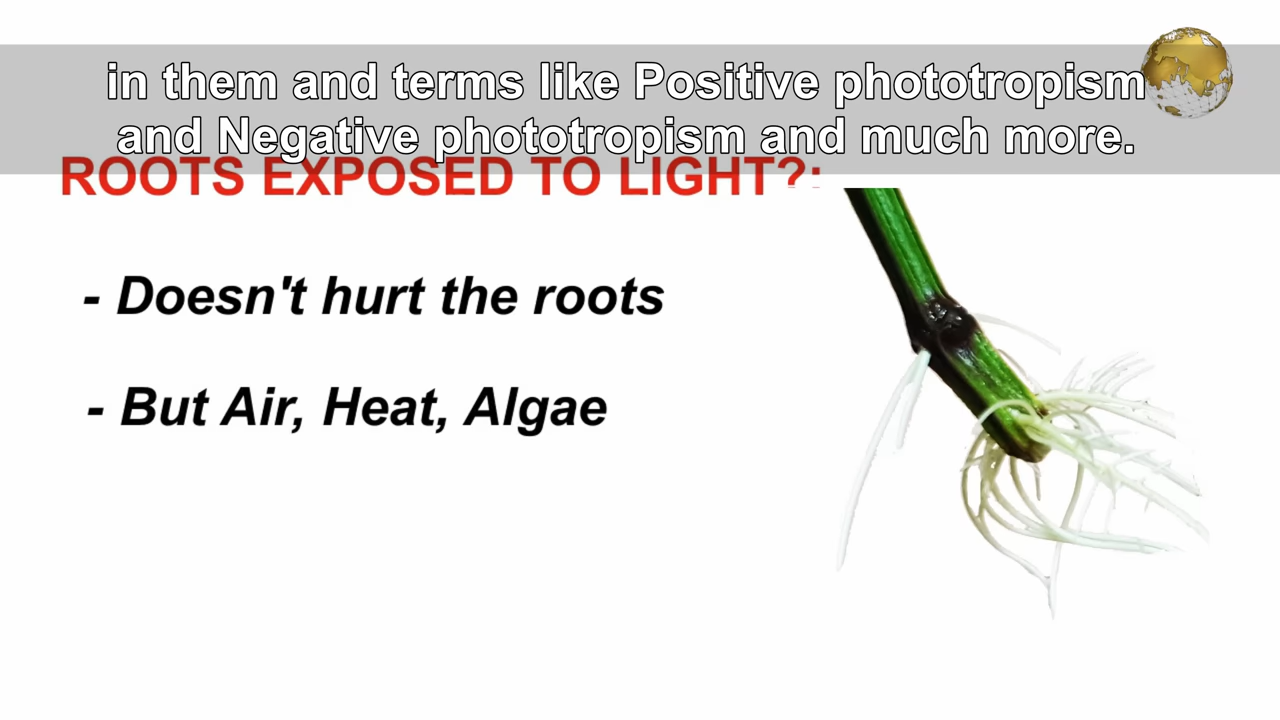 in them and terms like Positive phototropism
and Negative phototropism and much more.
ROOTS EXPOSED TO LIGHT?:
- Doesn't hurt the roots
- But Air, Heat, Algae